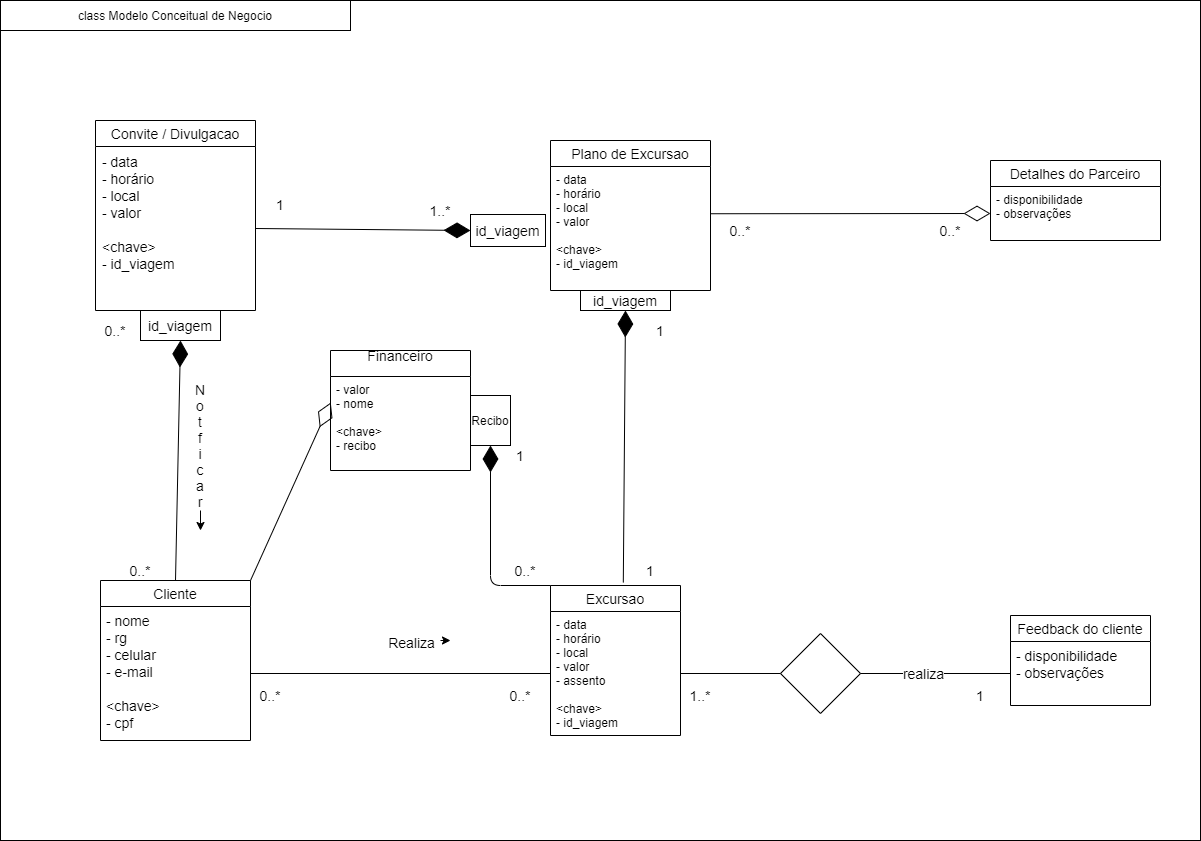 class Modelo Conceitual de Negocio
Convite / Divulgacao
- data
- horário
- local
- valor
<chave>
- id_viagem
id_viagem
1
1..*
id_viagem
Plano de Excursao
- data
- horário
- local
- valor
<chave>
- id_viagem
id_viagem
0..*
0..*
Detalhes do Parceiro
- disponibilidade
- observações
0..*
1
N
o
t
f
i
c
a
r
Financeiro
- valor
- nome
<chave>
- recibo
Recibo
1
0..*
0..*
1
Cliente
- nome
- rg
- celular
- e-mail
<chave>
- cpf
Realiza
0..*
0..*
Excursao
- data
- horário
- local
- valor
- assento
<chave>
- id_viagem
1..*
realiza
1
Feedback do cliente
- disponibilidade
- observações